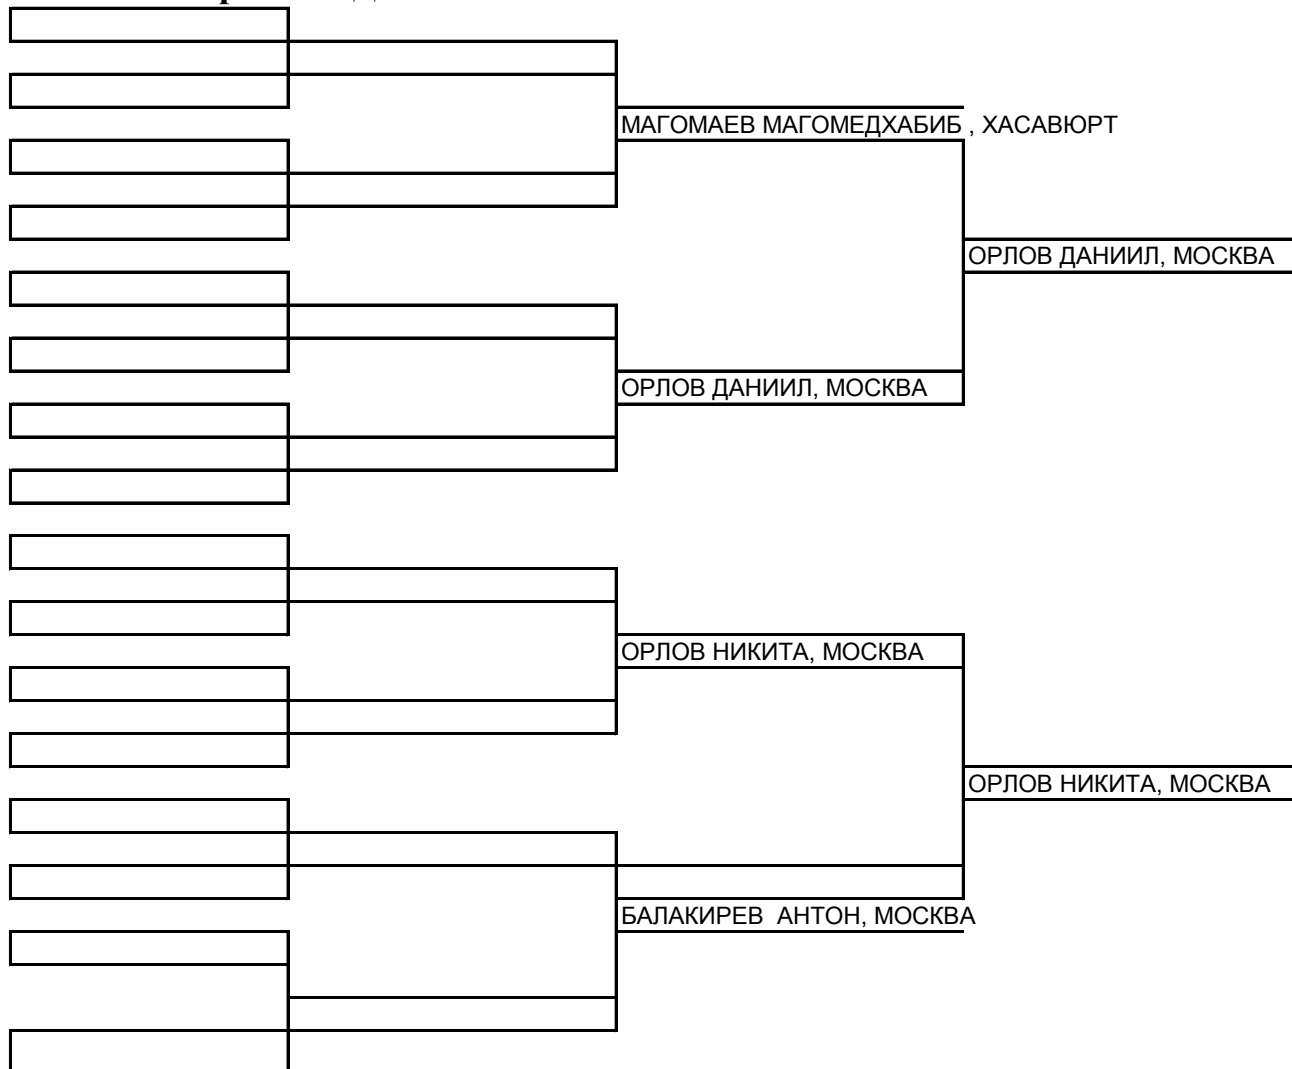 МАГОМАЕВ МАГОМЕДХАБИБ , ХАСАВЮРТ
ОРЛОВ ДАНИИЛ, МОСКВА
ОРЛОВ ДАНИИЛ, МОСКВА
ОРЛОВ НИКИТА, МОСКВА
ОРЛОВ НИКИТА, МОСКВА
БАЛАКИРЕВ  АНТОН, МОСКВА